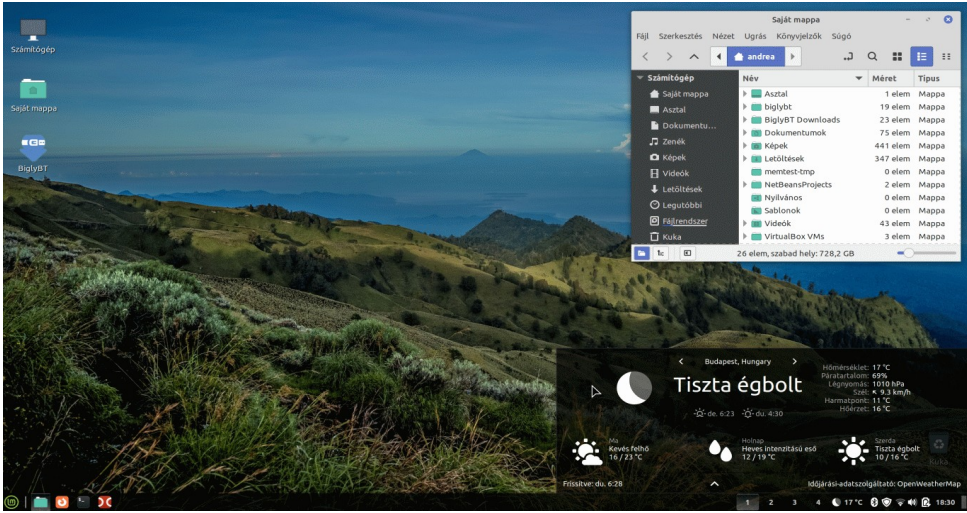 Számítógép
Saját mappa
BiglyBT
Saját mappa
Fájl Szerkesztés Nézet Ugrás Könyvjelzők Súgó
andrea
Számítógép
Saját mappa
Asztal
Dokumentu...
Zenék
Képek
Videók
Letöltések
Legutóbbi
Fájlrendszer
Kuka
Név Méret Típus
Asztal 1 elem Mappa
biglybt 19 elem Mappa
BiglyBT Downloads 23 elem Mappa
Dokumentumok 75 elem Mappa
Képek 441 elem Mappa
Letöltések 347 elem Mappa
memtest-tmp 0 elem Mappa
NetBeansProjects 2 elem Mappa
Nyilvános 0 elem Mappa
Sablonok 0 elem Mappa
Videók 43 elem Mappa
VirtualBox VMs 3 elem Mappa
26 elem, szabad hely: 728,2 GB
Budapest, Hungary
Tiszta égbolt
de. 6:23 du. 4:30
Hőmérséklet: 17 °C
Páratartalom: 69%
Légnyomás: 1010 hPa
Szél: 9.3 km/h
Harmatpont: 11 °C
Hőérzet: 16 °C
Ma
Kevés felhő
16 / 23 °C
Holnap
Heves intenzitású eső
12 / 19 °C
Szerda
Tiszta égbolt
10 / 16 °C
Kuka
Frissítve: du. 6:28
Időjárási-adatszolgáltató: OpenWeatherMap
1 2 3 4 17 °C 18:30